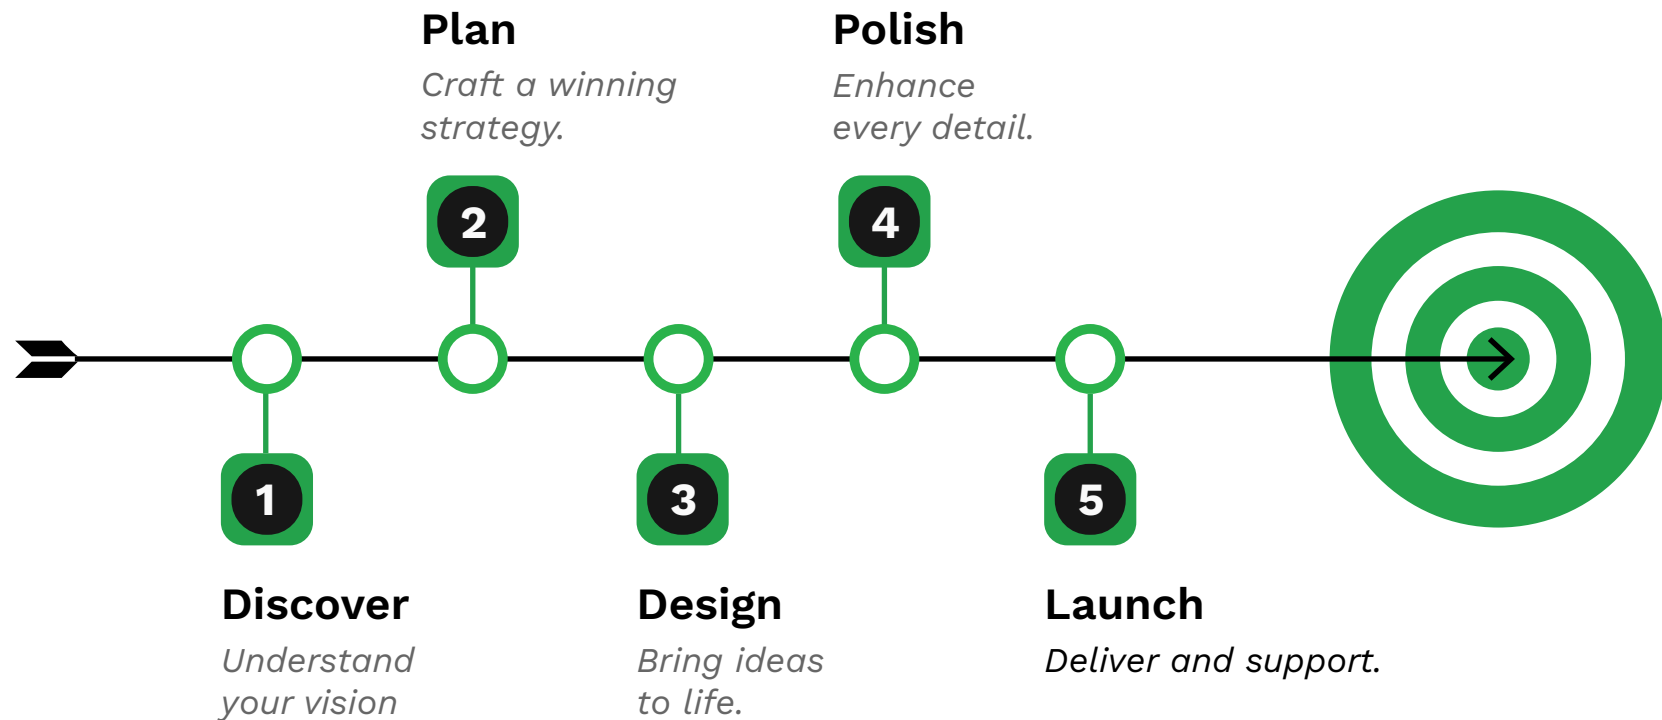 Plan
Craft a winning
strategy.
Polish
Enhance
every detail.
2
4
1
3
5
Discover
Understand
your vision
Design
Bring ideas
to life.
Launch
Deliver and support.